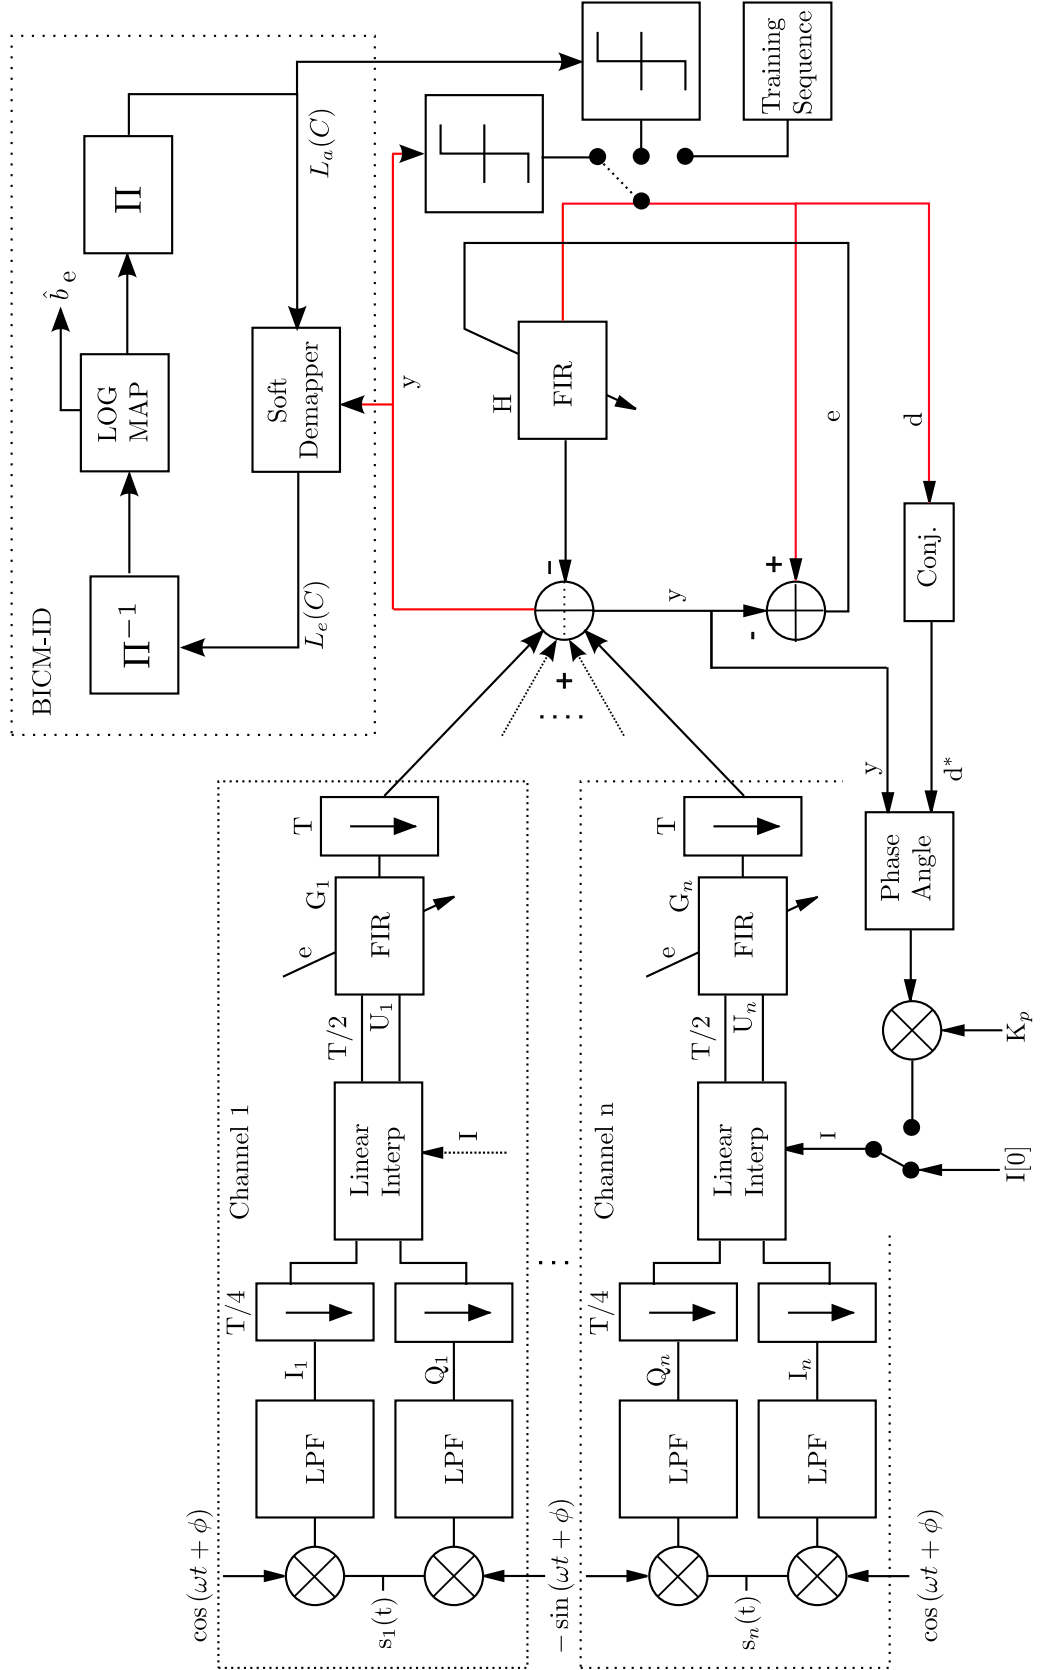 cos (ωt + ϕ)
s₁(t)
− sin (ωt + ϕ)
LPF
LPF
I₁
Q₁
T/4
Channel 1
Linear
Interp
I
T/2
U₁
e
FIR
G₁
T
cos (ωt + ϕ)
sₙ(t)
LPF
LPF
Qₙ
Iₙ
T/4
Channel n
Linear
Interp
I
T/2
Uₙ
e
FIR
Gₙ
T
I[0]
Kₚ
Phase
Angle
y
d*
Conj.
d
e
y
+
-
+
-
H
FIR
y
BICM-ID
Π⁻¹
Lₑ(C)
LOG
MAP
b̂ e
Soft
Demapper
Π
Lₐ(C)
Training
Sequence